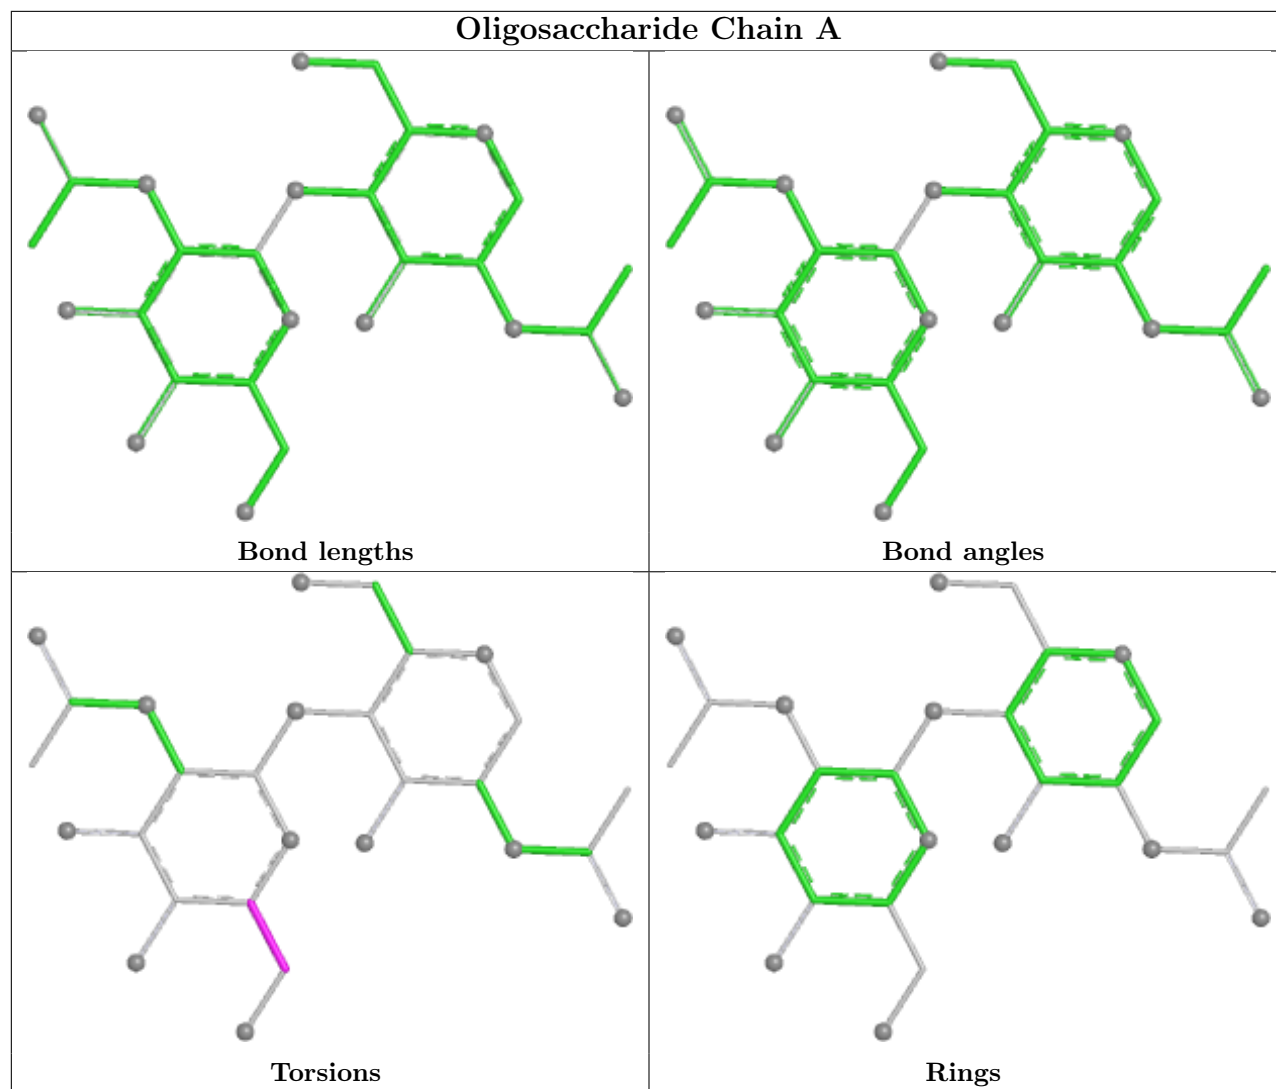 Oligosaccharide Chain A
Bond lengths
Bond angles
Torsions
Rings